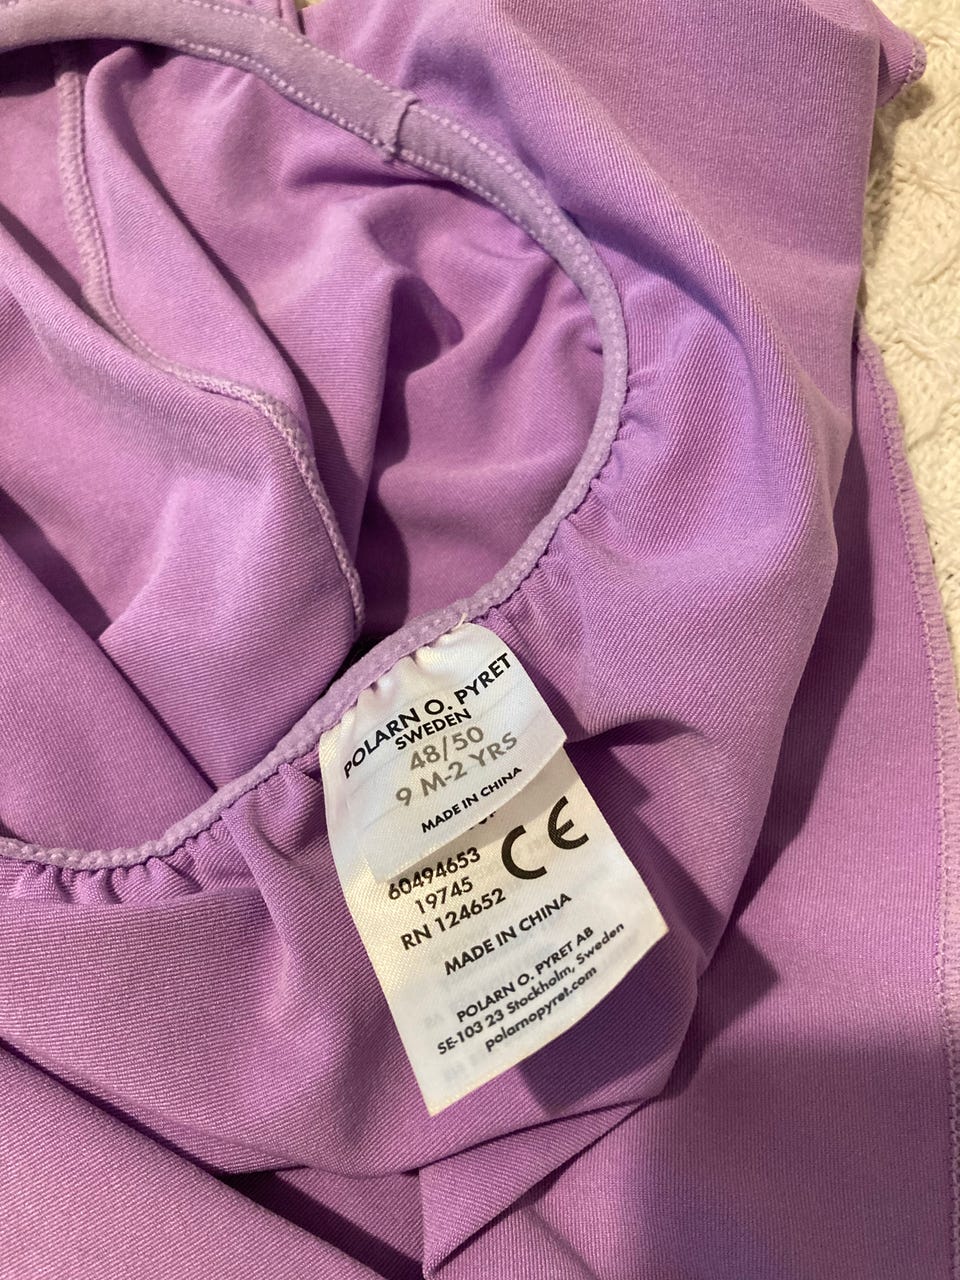 POLARN O. PYRET
SWEDEN
48/50
9 M-2 YRS
MADE IN CHINA
CE
60494653
19745
RN 124652
MADE IN CHINA
POLARN O. PYRET AB
SE-103 23 Stockholm, Sweden
polarnopyret.com